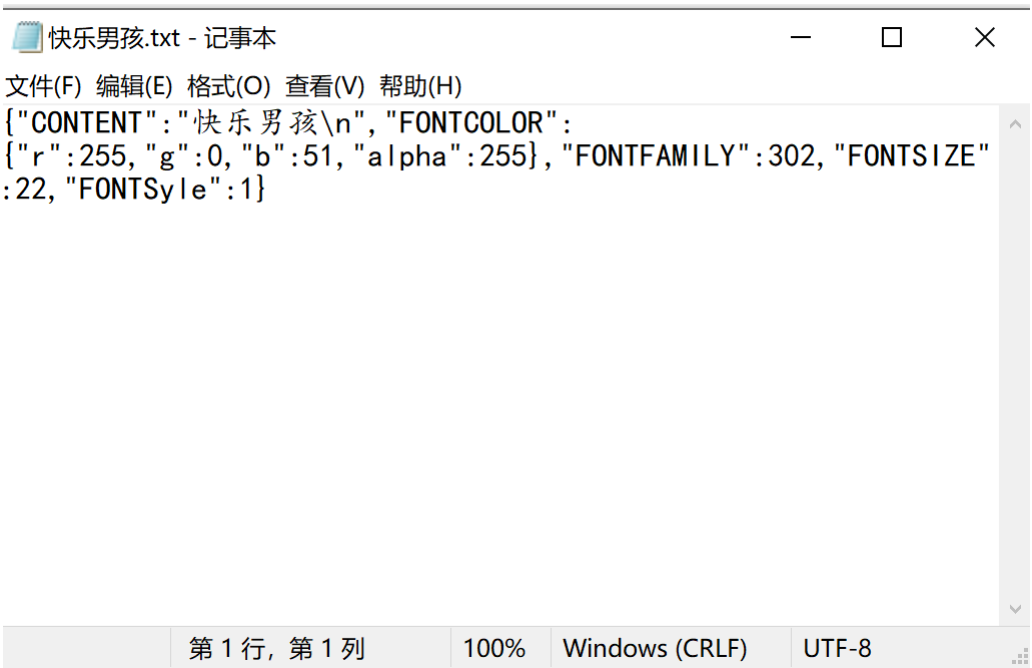 快乐男孩.txt - 记事本
文件(F) 编辑(E) 格式(O) 查看(V) 帮助(H)
{"CONTENT":"快乐男孩\n","FONTCOLOR":
{"r":255,"g":0,"b":51,"alpha":255},"FONTFAMILY":302,"FONTSIZE"
:22,"FONTSyle":1}
第 1 行，第 1 列 100% Windows (CRLF) UTF-8